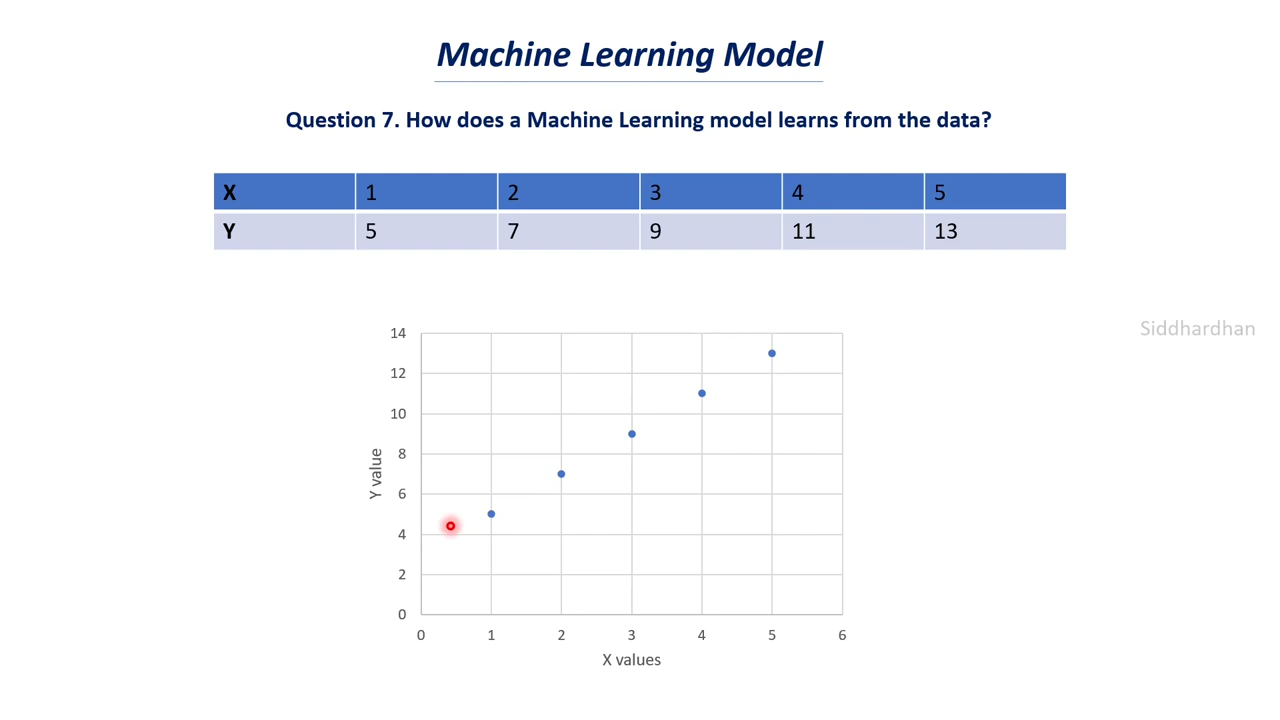 Machine Learning Model
Question 7. How does a Machine Learning model learns from the data?
X 1 2 3 4 5
Y 5 7 9 11 13
Siddhardhan
14
12
10
8
6
4
2
0
Y value
0 1 2 3 4 5 6
X values